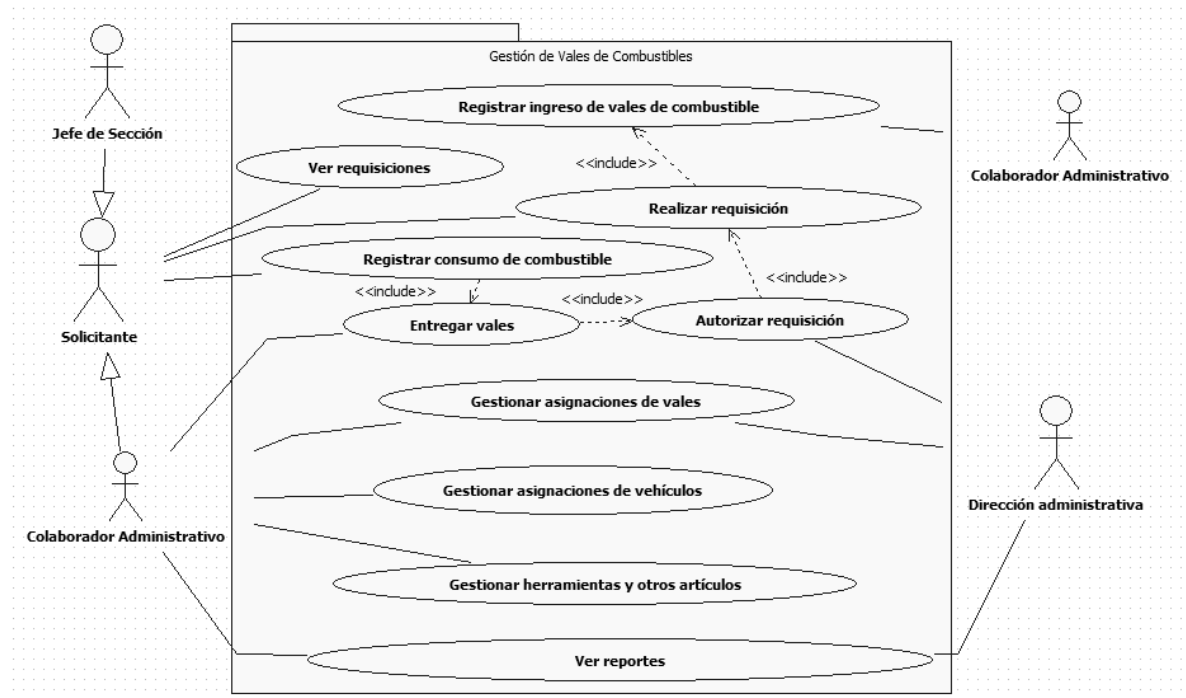 Gestión de Vales de Combustibles
Registrar ingreso de vales de combustible
Jefe de Sección
<<include>>
Ver requisiciones
Colaborador Administrativo
Realizar requisición
Registrar consumo de combustible
<<include>>
<<include>>
<<include>>
Entregar vales
Autorizar requisición
Solicitante
Gestionar asignaciones de vales
Gestionar asignaciones de vehículos
Dirección administrativa
Colaborador Administrativo
Gestionar herramientas y otros artículos
Ver reportes